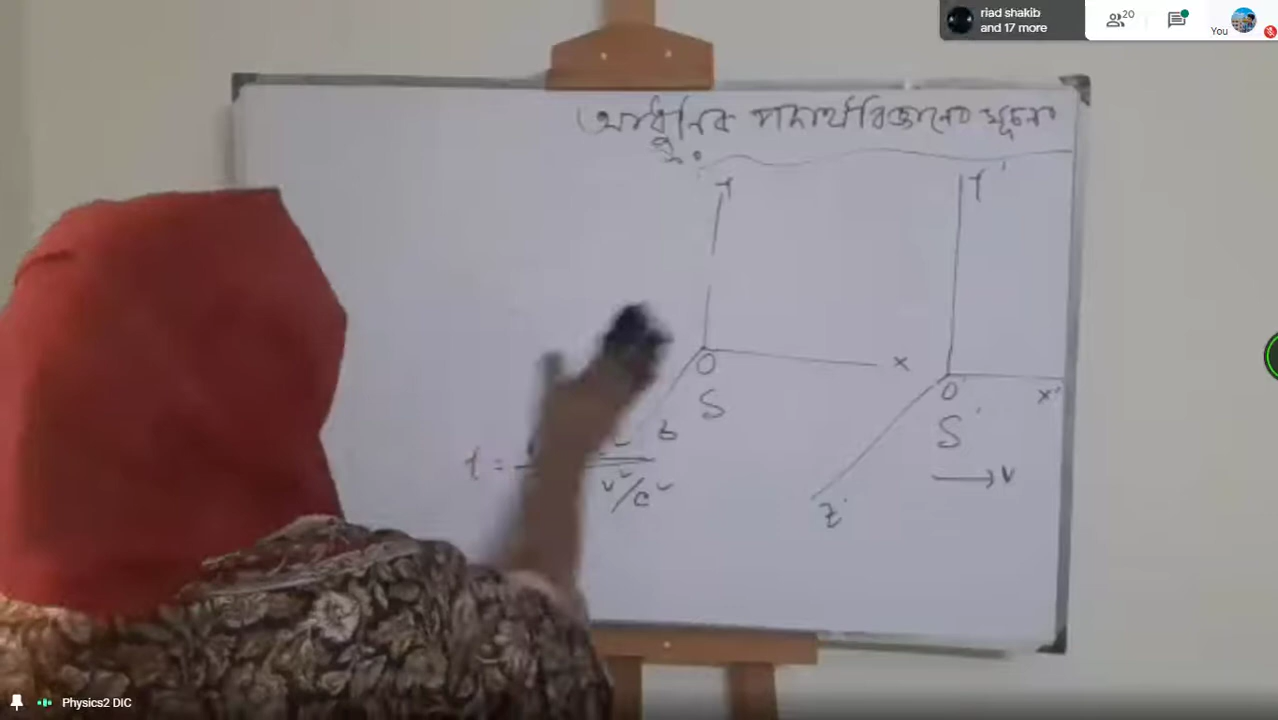 riad shakib
and 17 more
20
You
আধুনিক পদার্থবিজ্ঞানের সূচনা
Y
Y'
O
X
O'
X'
S
S'
Z
t =
v²/c²
→ v
Z'
Physics2 DIC